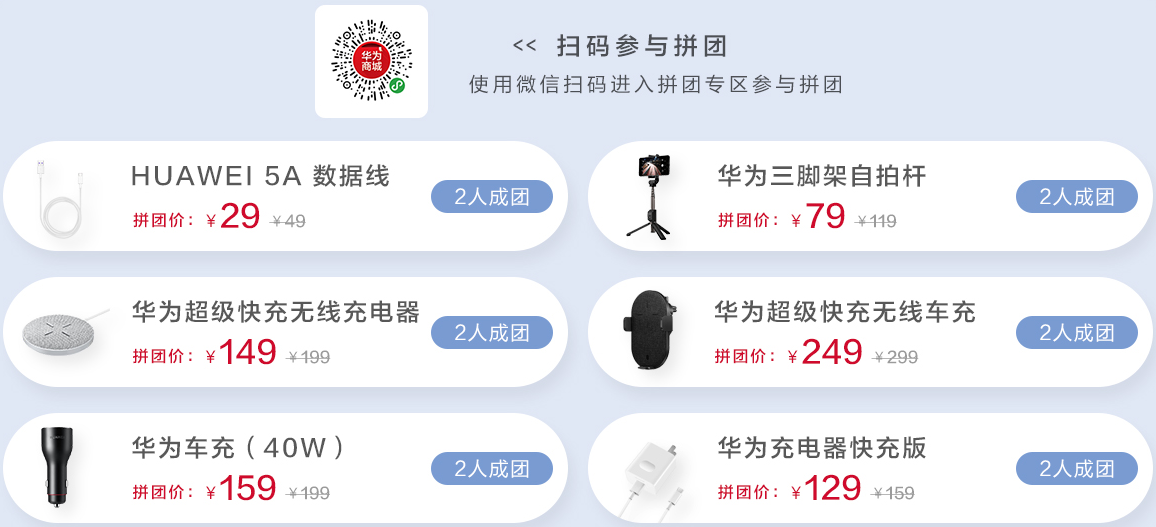 华为
商城
<< 扫码参与拼团
使用微信扫码进入拼团专区参与拼团
HUAWEI 5A 数据线
拼团价：￥29 ￥49
2人成团
华为三脚架自拍杆
拼团价：￥79 ￥119
2人成团
华为超级快充无线充电器
拼团价：￥149 ￥199
2人成团
华为超级快充无线车充
拼团价：￥249 ￥299
2人成团
华为车充（40W）
拼团价：￥159 ￥199
2人成团
华为充电器快充版
拼团价：￥129 ￥159
2人成团